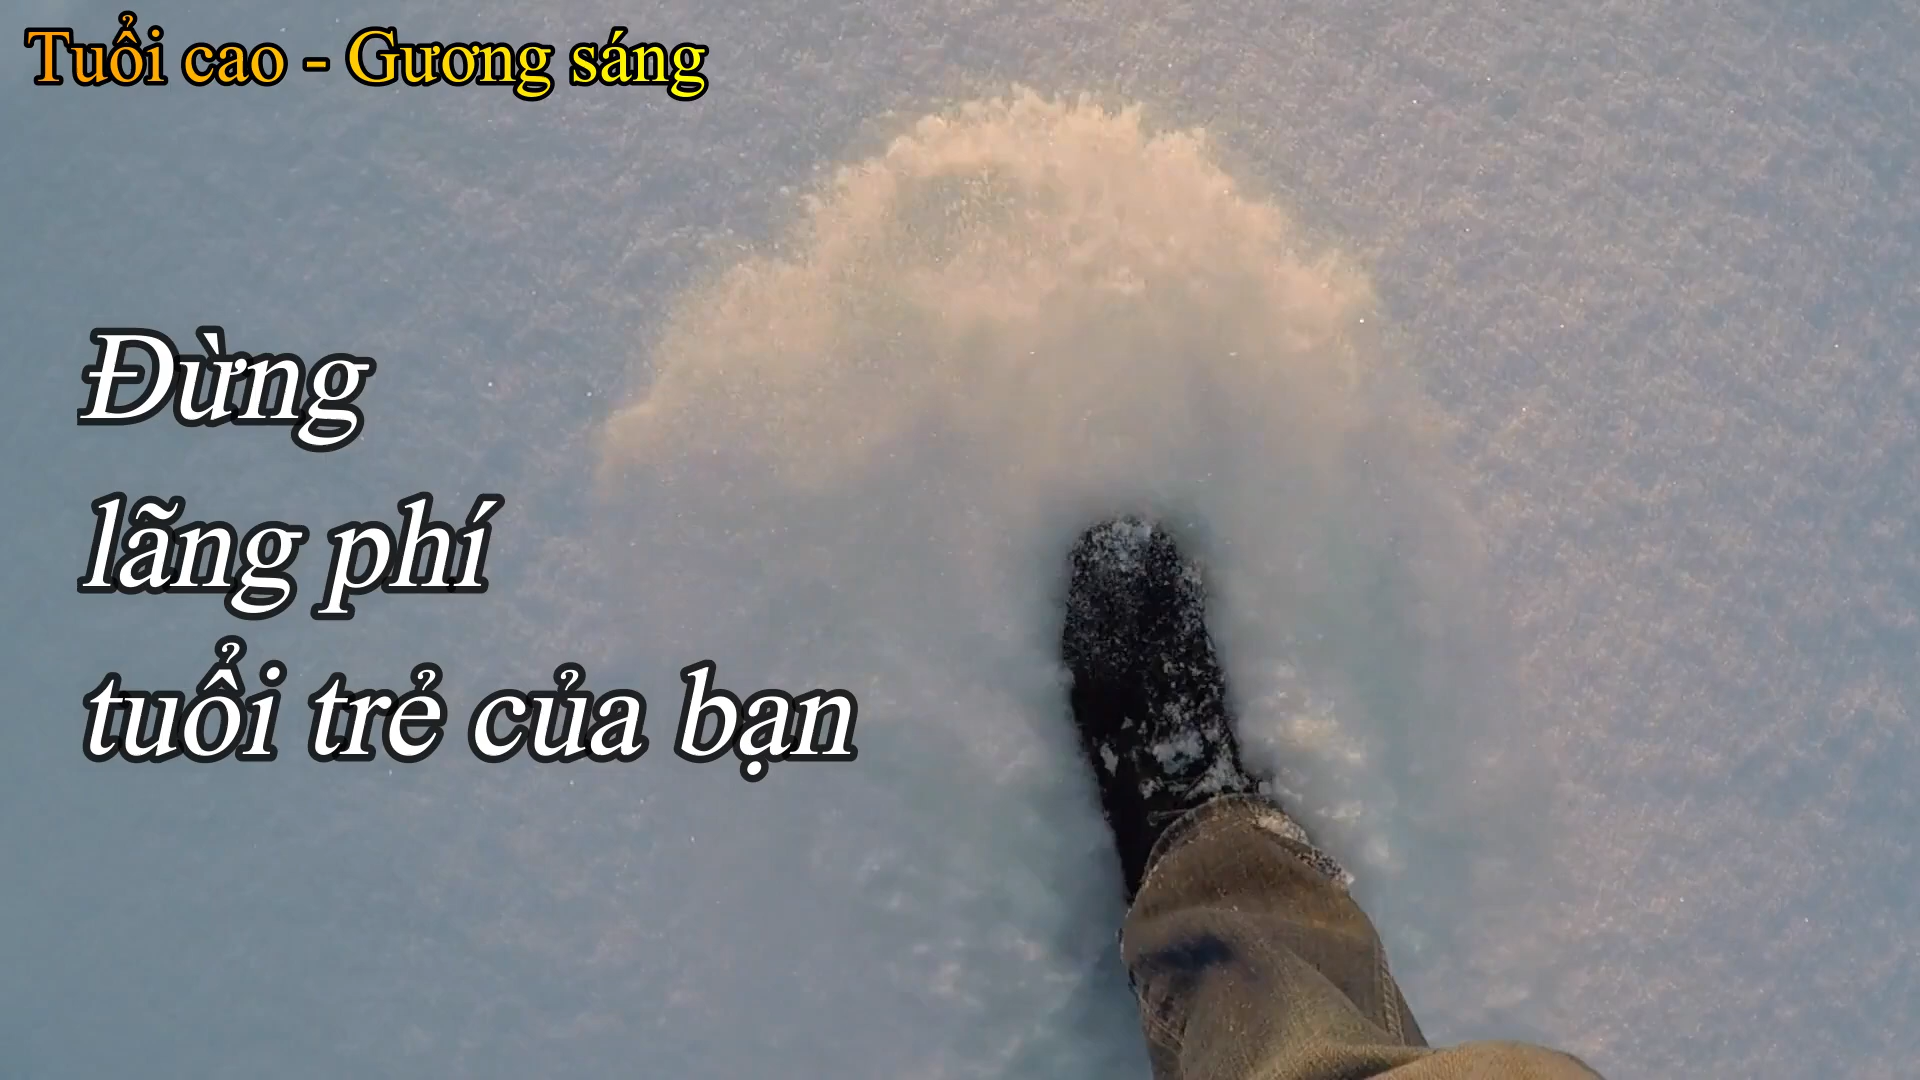 Tuổi cao - Gương sáng
Đừng
lãng phí
tuổi trẻ của bạn